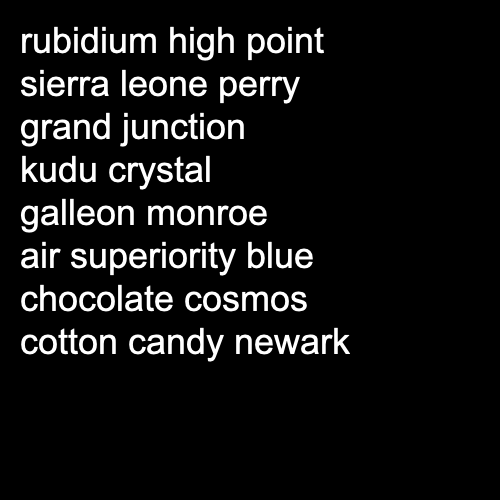 rubidium high point
sierra leone perry
grand junction
kudu crystal
galleon monroe
air superiority blue
chocolate cosmos
cotton candy newark